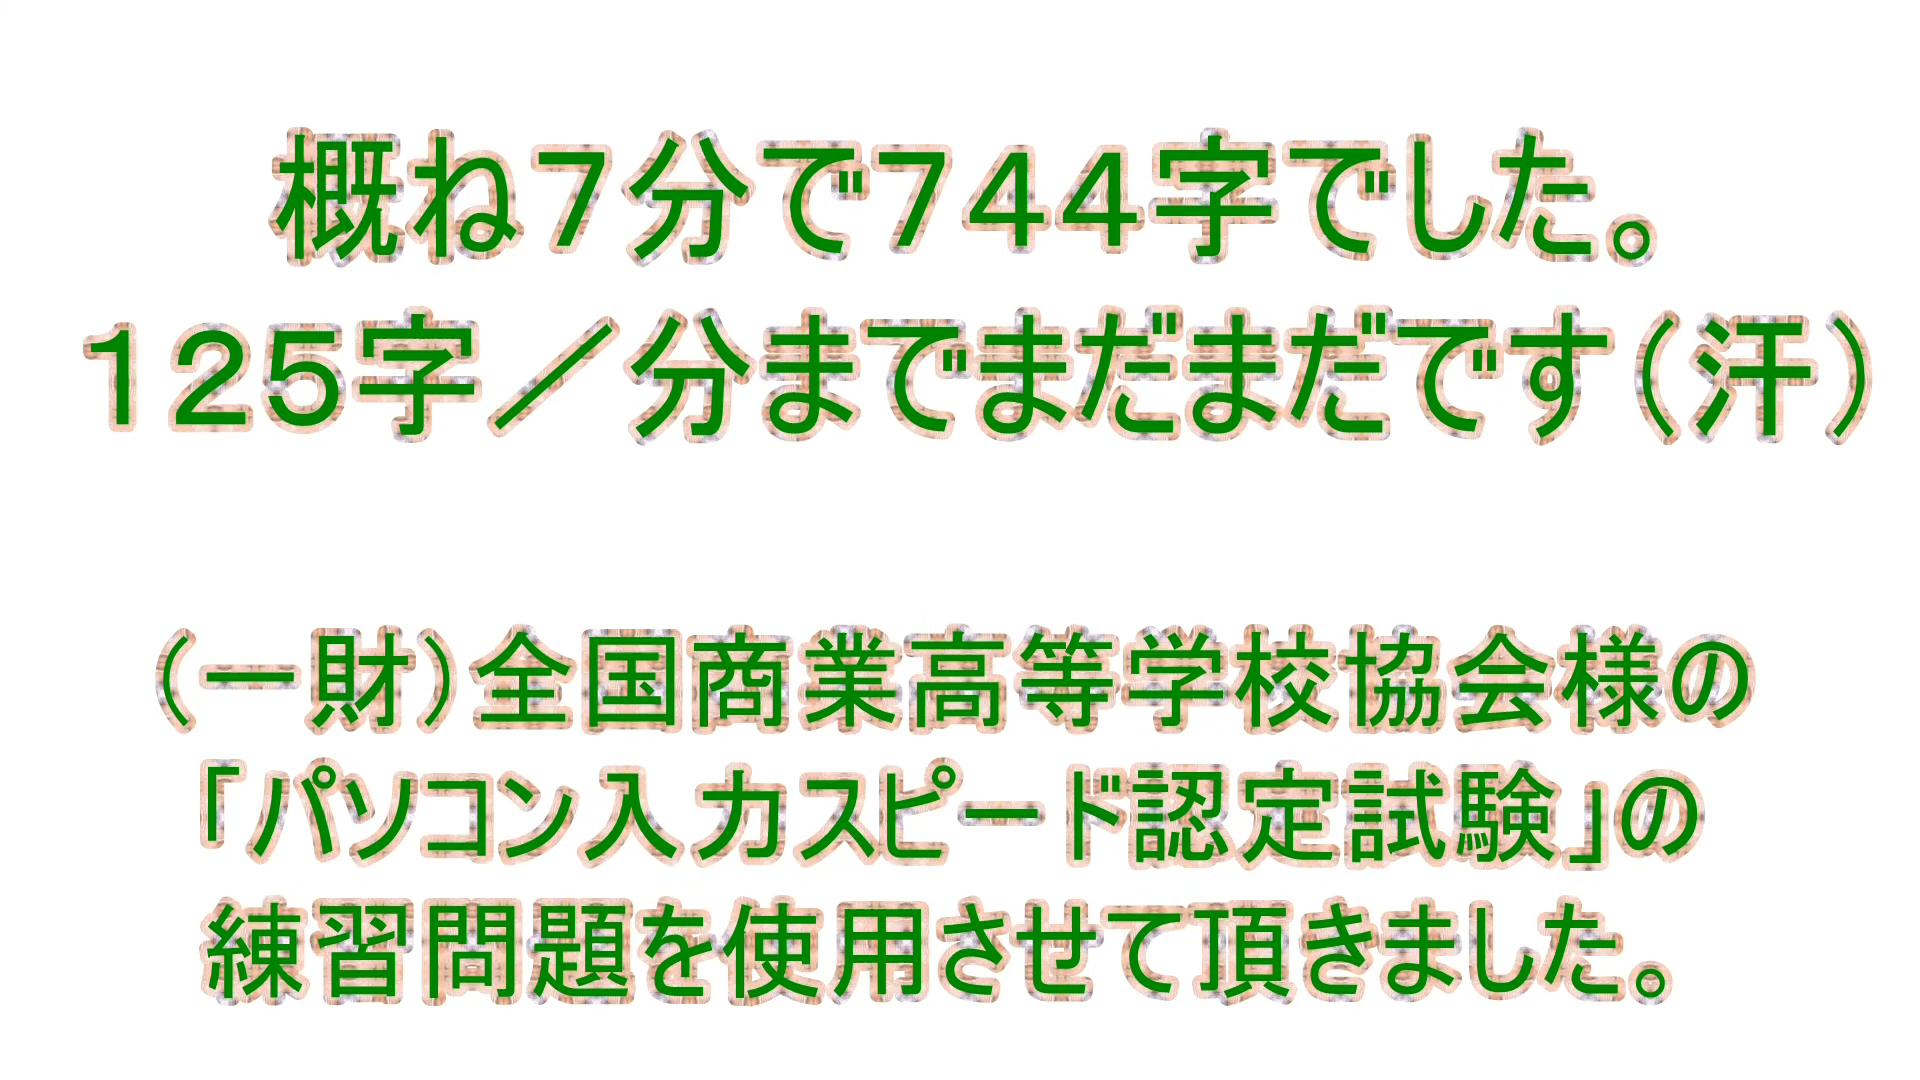 概ね７分で７４４字でした。
１２５字／分までまだまだです（汗）
（一財）全国商業高等学校協会様の
「パソコン入力スピード認定試験」の
練習問題を使用させて頂きました。